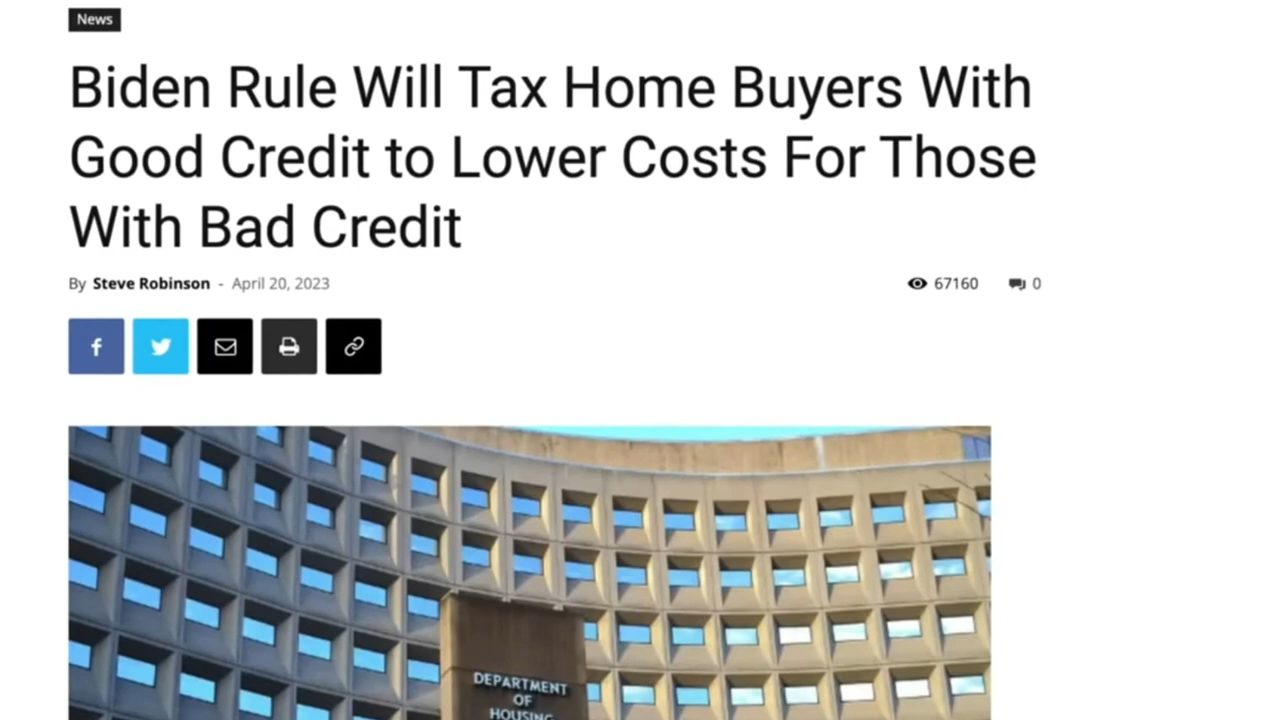 News
Biden Rule Will Tax Home Buyers With
Good Credit to Lower Costs For Those
With Bad Credit
By Steve Robinson - April 20, 2023 67160 0
DEPARTMENT
OF
HOUSING